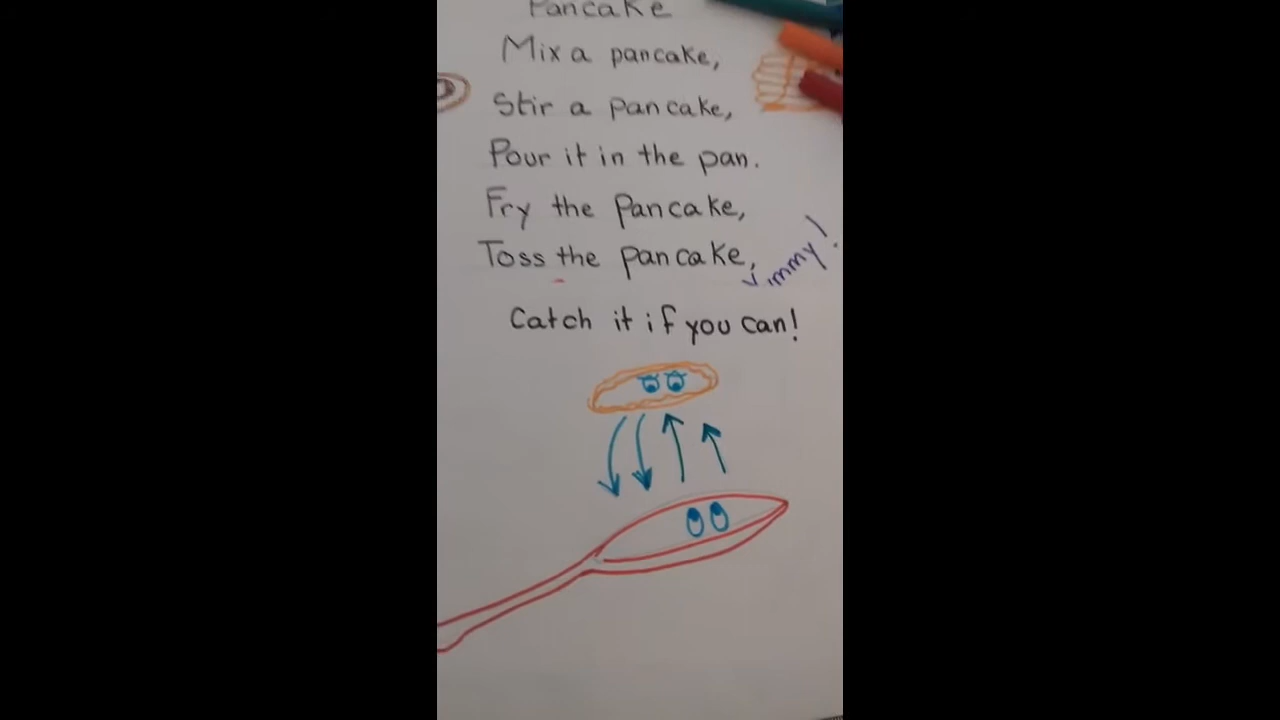 Pancake
Mix a pancake,
Stir a pancake,
Pour it in the pan.
Fry the Pancake,
Toss the pancake,
Catch it if you can!